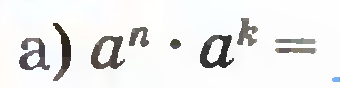 а) aⁿ · aᵏ =